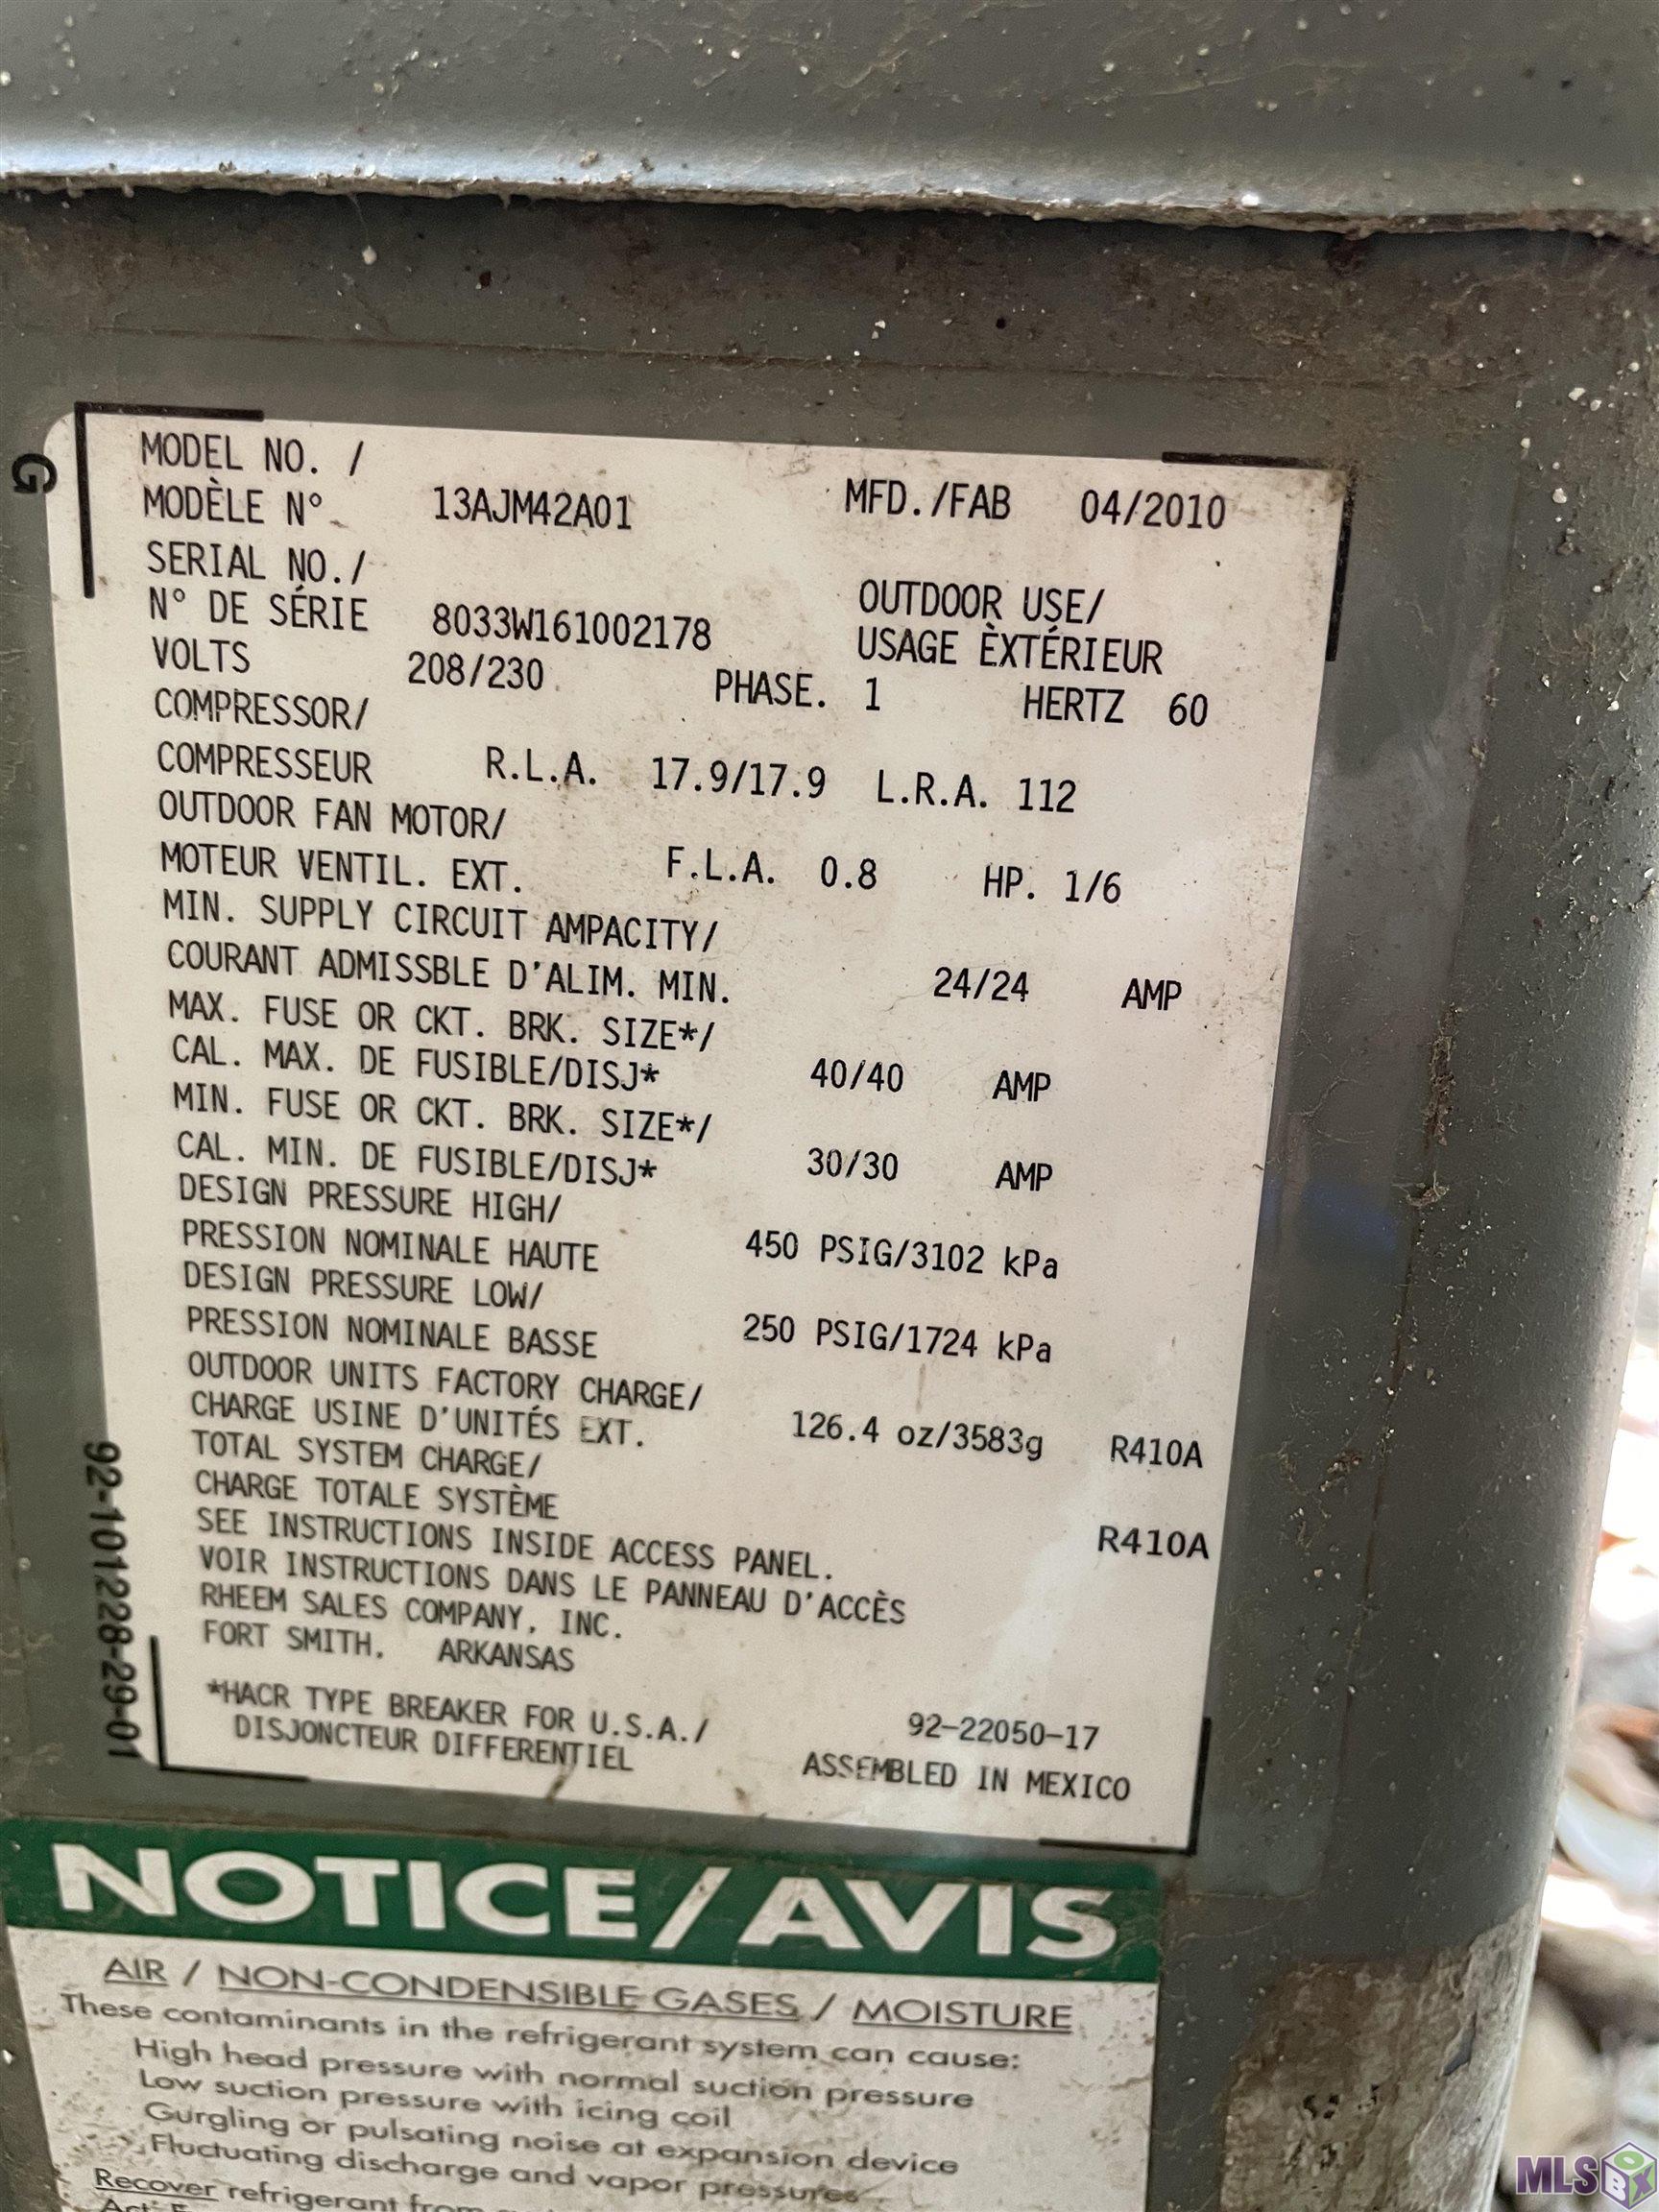 G
MODEL NO. /
MODÈLE N° 13AJM42A01 MFD./FAB 04/2010
SERIAL NO./
N° DE SÉRIE 8033W161002178 OUTDOOR USE/
USAGE ÈXTÉRIEUR
VOLTS 208/230 PHASE. 1 HERTZ 60
COMPRESSOR/
COMPRESSEUR R.L.A. 17.9/17.9 L.R.A. 112
OUTDOOR FAN MOTOR/
MOTEUR VENTIL. EXT. F.L.A. 0.8 HP. 1/6
MIN. SUPPLY CIRCUIT AMPACITY/
COURANT ADMISSBLE D'ALIM. MIN. 24/24 AMP
MAX. FUSE OR CKT. BRK. SIZE*/
CAL. MAX. DE FUSIBLE/DISJ* 40/40 AMP
MIN. FUSE OR CKT. BRK. SIZE*/
CAL. MIN. DE FUSIBLE/DISJ* 30/30 AMP
DESIGN PRESSURE HIGH/
PRESSION NOMINALE HAUTE 450 PSIG/3102 kPa
DESIGN PRESSURE LOW/
PRESSION NOMINALE BASSE 250 PSIG/1724 kPa
OUTDOOR UNITS FACTORY CHARGE/
CHARGE USINE D'UNITÉS EXT. 126.4 oz/3583g R410A
TOTAL SYSTEM CHARGE/
CHARGE TOTALE SYSTÈME R410A
SEE INSTRUCTIONS INSIDE ACCESS PANEL.
VOIR INSTRUCTIONS DANS LE PANNEAU D'ACCÈS
RHEEM SALES COMPANY, INC.
FORT SMITH, ARKANSAS
*HACR TYPE BREAKER FOR U.S.A./ 92-22050-17
DISJONCTEUR DIFFERENTIEL ASSEMBLED IN MEXICO
92-101228-29-01
NOTICE/AVIS
AIR / NON-CONDENSIBLE GASES / MOISTURE
These contaminants in the refrigerant system can cause:
High head pressure with normal suction pressure
Low suction pressure with icing coil
Gurgling or pulsating noise at expansion device
Fluctuating discharge and vapor pressures
Recover refrigerant from
MLSBOX